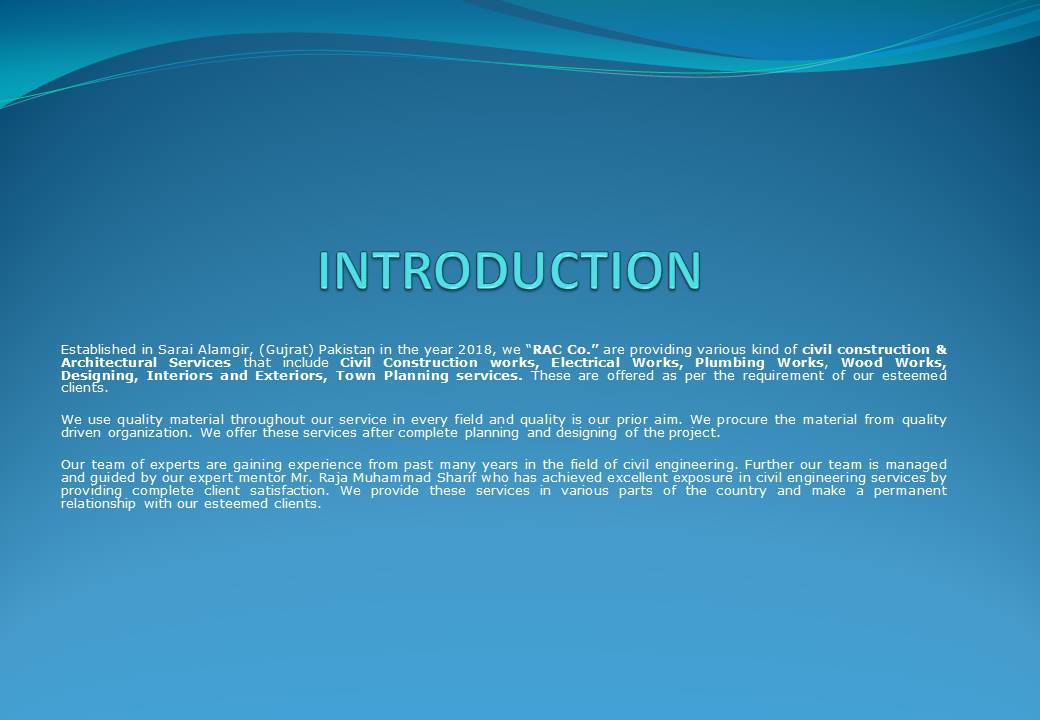 INTRODUCTION
Established in Sarai Alamgir, (Gujrat) Pakistan in the year 2018, we “RAC Co.” are providing various kind of civil construction &
Architectural Services that include Civil Construction works, Electrical Works, Plumbing Works, Wood Works,
Designing, Interiors and Exteriors, Town Planning services. These are offered as per the requirement of our esteemed
clients.
We use quality material throughout our service in every field and quality is our prior aim. We procure the material from quality
driven organization. We offer these services after complete planning and designing of the project.
Our team of experts are gaining experience from past many years in the field of civil engineering. Further our team is managed
and guided by our expert mentor Mr. Raja Muhammad Sharif who has achieved excellent exposure in civil engineering services by
providing complete client satisfaction. We provide these services in various parts of the country and make a permanent
relationship with our esteemed clients.